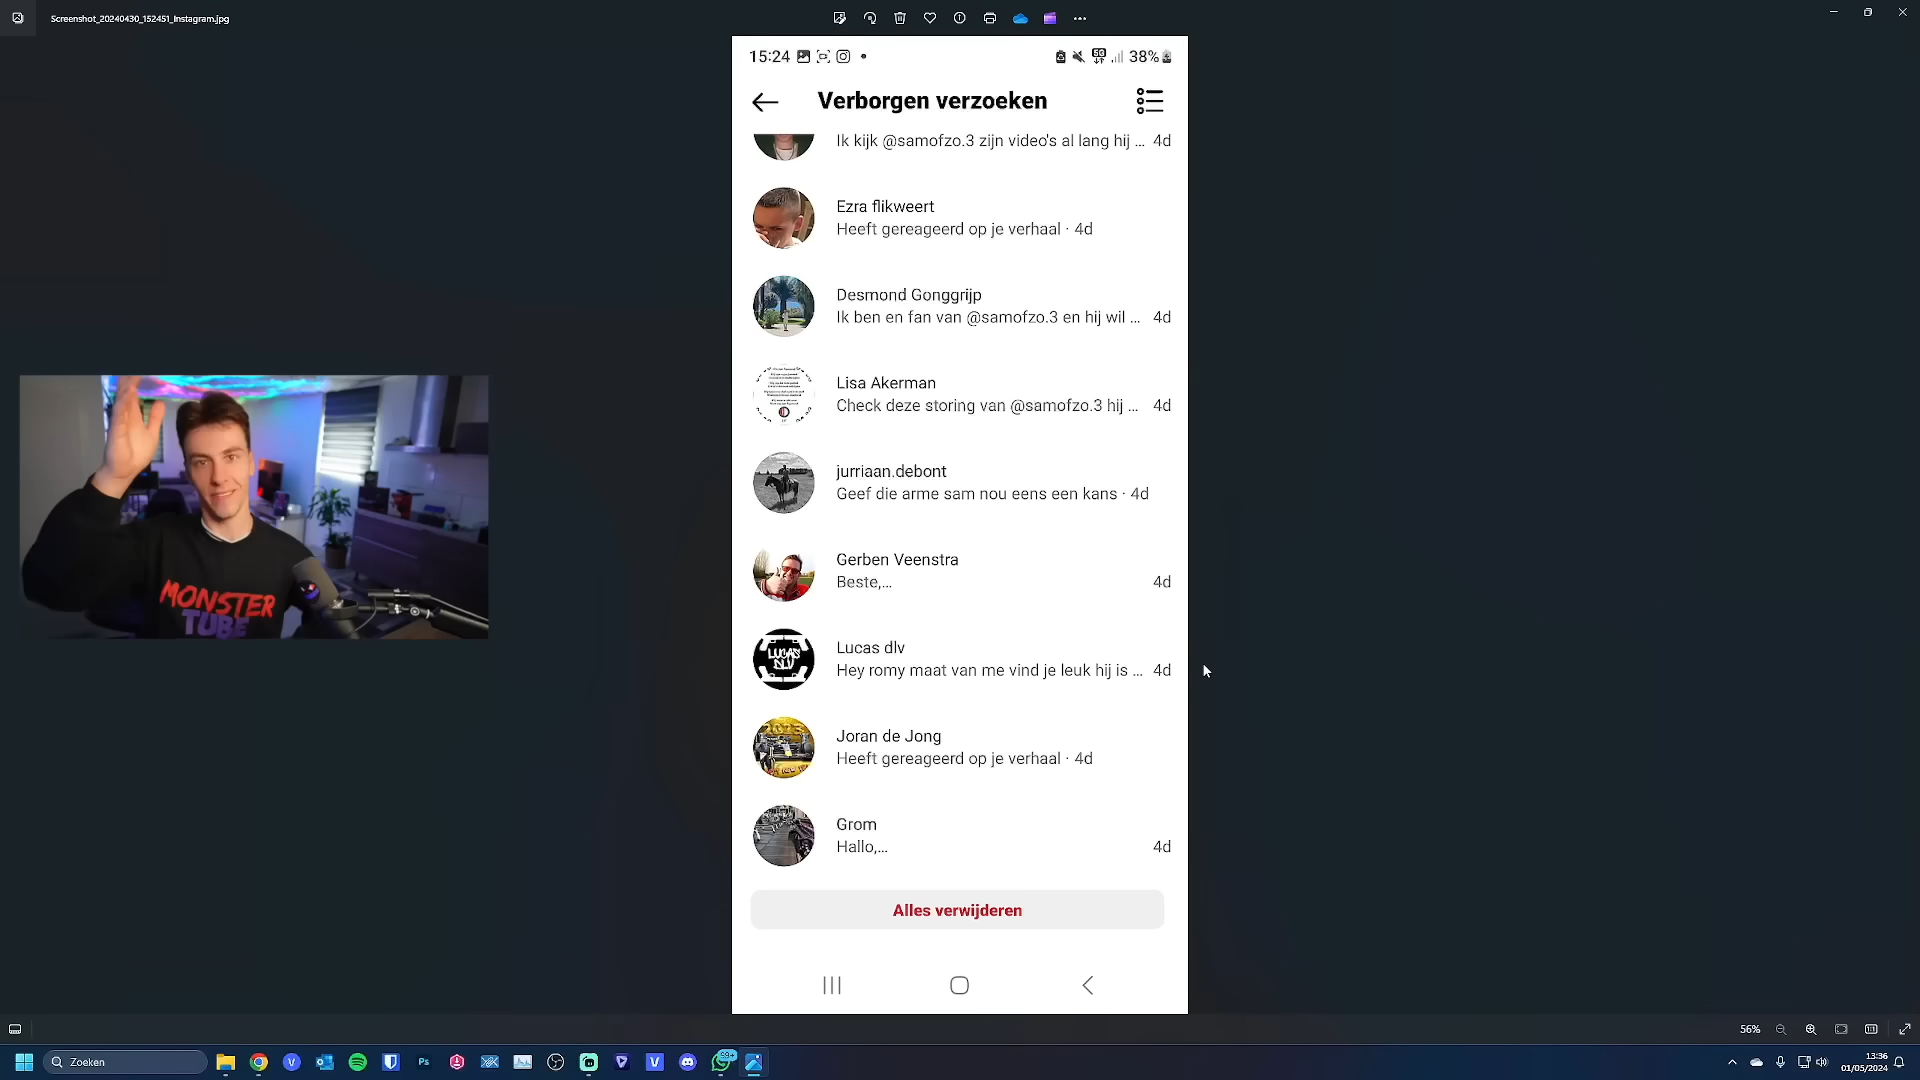 Screenshot_20240430_152451_Instagram.jpg
15:24
5G
38%
Verborgen verzoeken
Ik kijk @samofzo.3 zijn video's al lang hij ... 4d
Ezra flikweert
Heeft gereageerd op je verhaal · 4d
Desmond Gonggrijp
Ik ben en fan van @samofzo.3 en hij wil ... 4d
Lisa Akerman
Check deze storing van @samofzo.3 hij ... 4d
jurriaan.debont
Geef die arme sam nou eens een kans · 4d
Gerben Veenstra
Beste,... 4d
LUCAS
DLV
Lucas dlv
Hey romy maat van me vind je leuk hij is ... 4d
Joran de Jong
Heeft gereageerd op je verhaal · 4d
Grom
Hallo,... 4d
Alles verwijderen
MONSTER
TUBE
56%
Zoeken
Ps
99+
13:36
01/05/2024